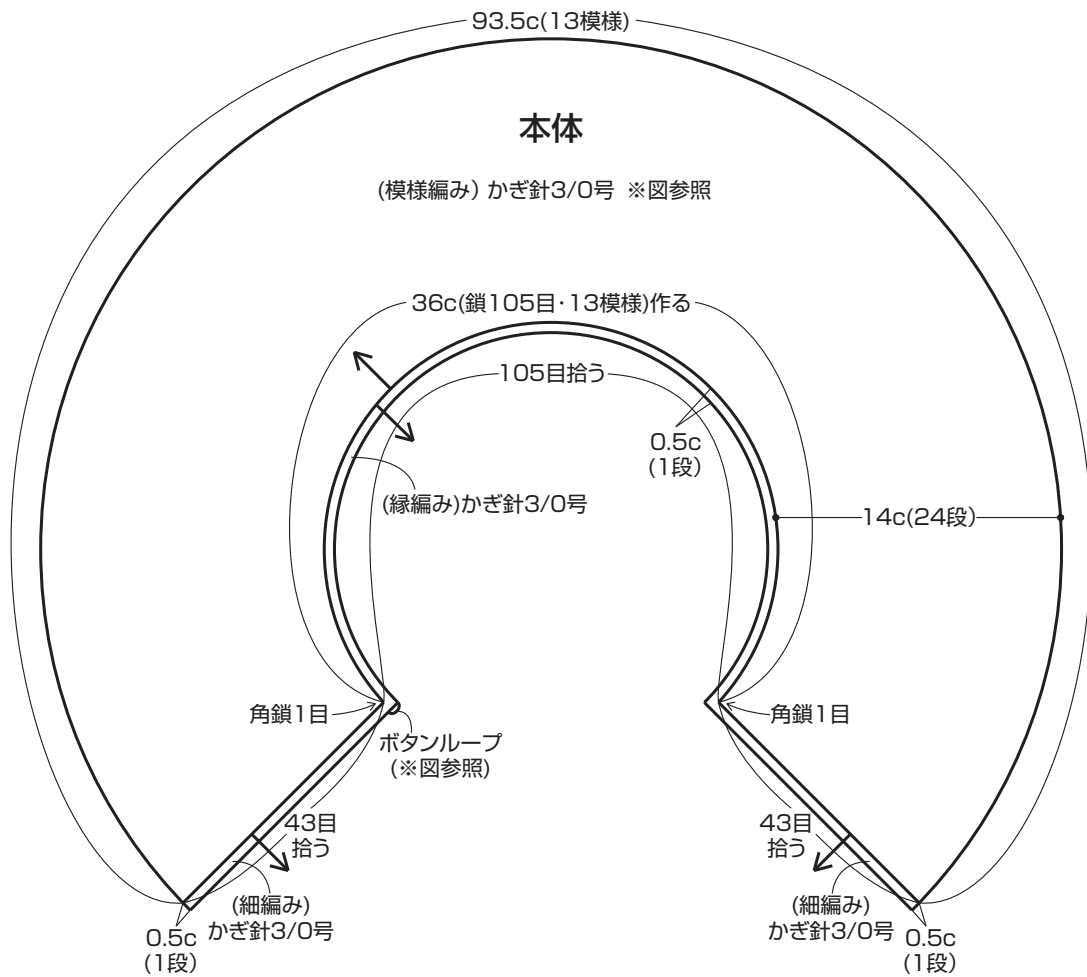 93.5c(13模様)
本体
(模様編み) かぎ針3/0号 ※図参照
36c(鎖105目・13模様)作る
105目拾う
0.5c
(1段)
(縁編み)かぎ針3/0号
14c(24段)
角鎖1目
角鎖1目
ボタンループ
(※図参照)
43目
拾う
43目
拾う
(細編み)
かぎ針3/0号
(細編み)
かぎ針3/0号
0.5c
(1段)
0.5c
(1段)